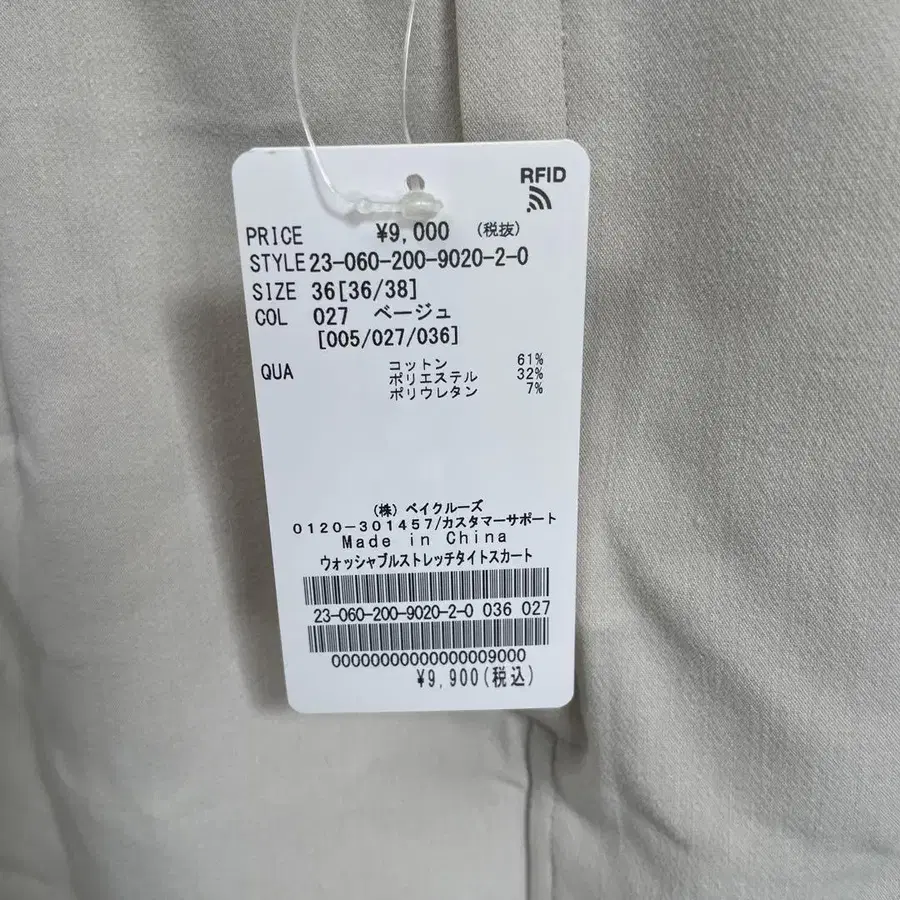 RFID
PRICE ¥9,000 (税抜)
STYLE 23-060-200-9020-2-0
SIZE 36[36/38]
COL 027 ベージュ
[005/027/036]
QUA コットン 61%
ポリエステル 32%
ポリウレタン 7%
(株) ベイクルーズ
0120-301457/カスタマーサポート
Made in China
ウォッシャブルストレッチタイトスカート
23-060-200-9020-2-0 036 027
00000000000000009000
¥9,900(税込)